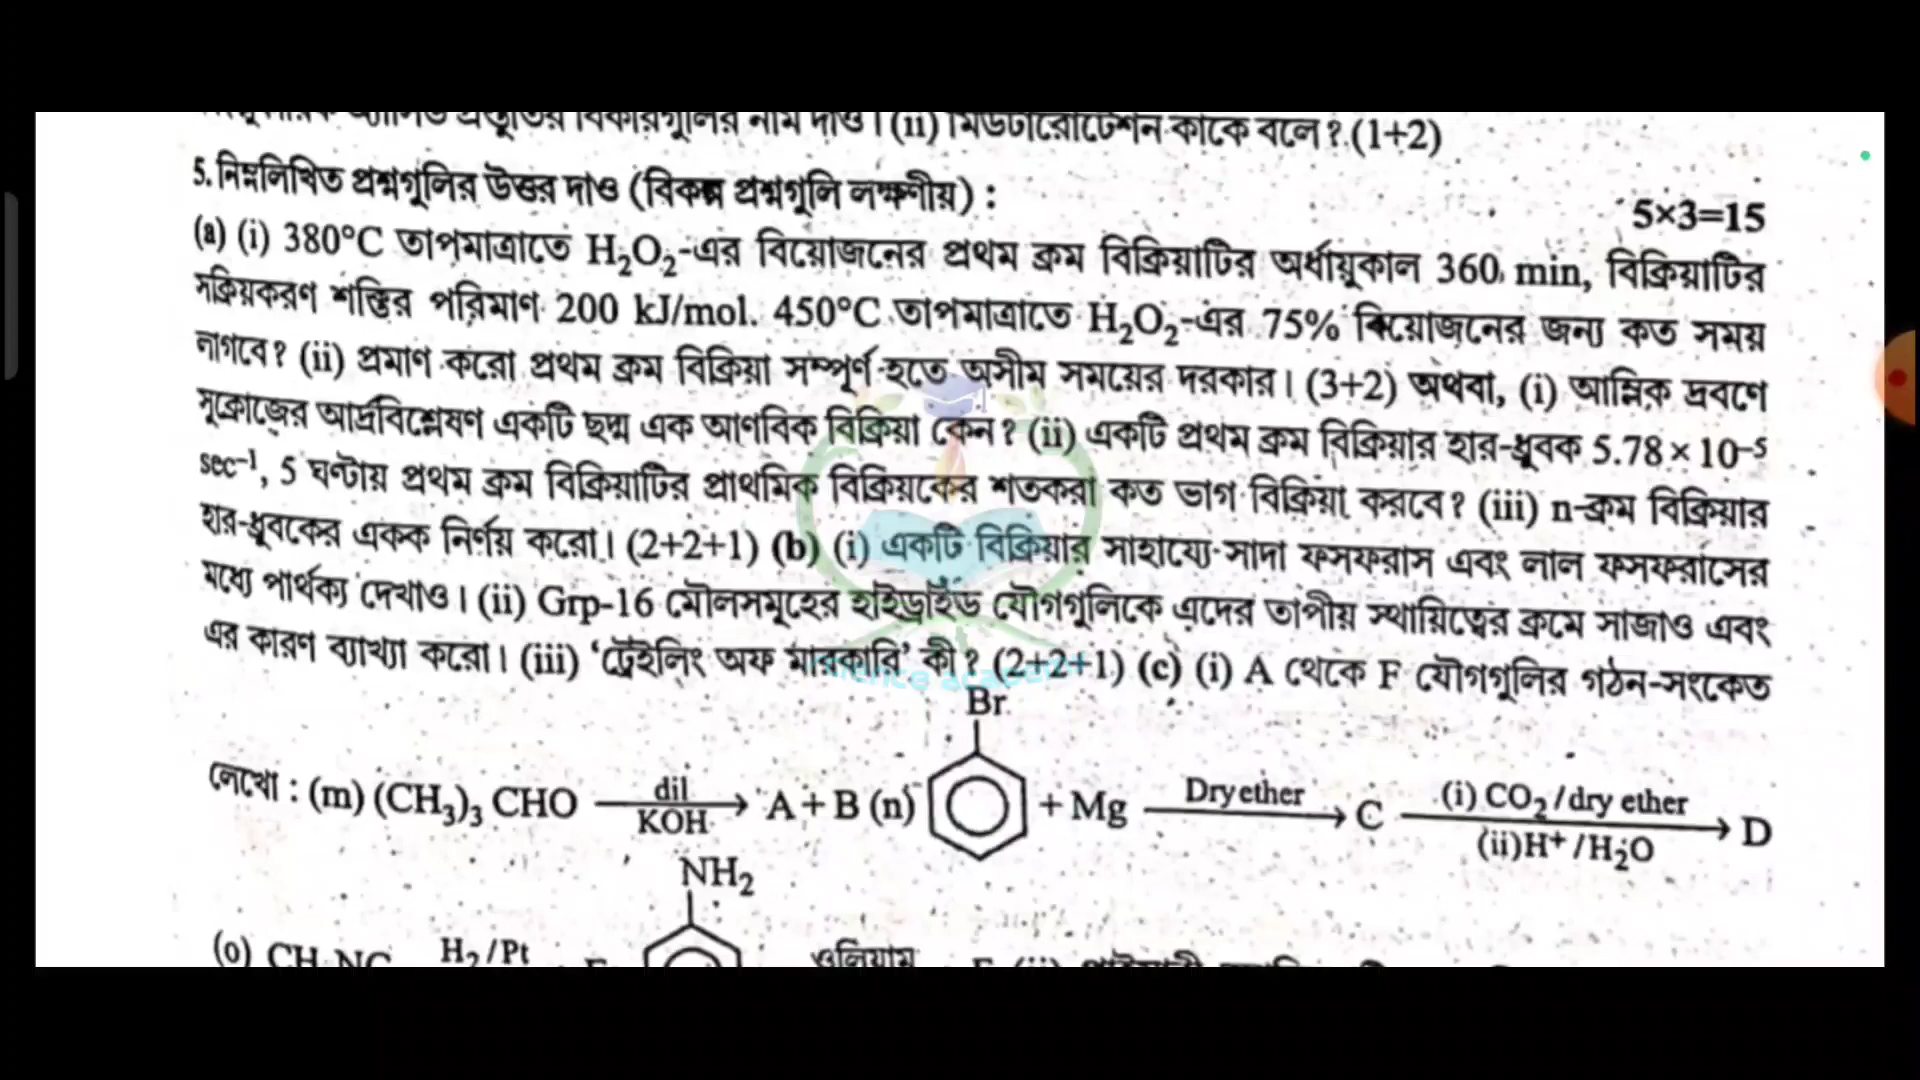 প্রস্তুতির বিকারগুলির নাম দাও। (ii) মিউটারোটেশন কাকে বলে? (1+2)
5. নিম্নলিখিত প্রশ্নগুলির উত্তর দাও (বিকল্প প্রশ্নগুলি লক্ষণীয়) : 5×3=15
(a) (i) 380°C তাপমাত্রাতে H₂O₂-এর বিয়োজনের প্রথম ক্রম বিক্রিয়াটির অর্ধায়ুকাল 360 min, বিক্রিয়াটির
সক্রিয়করণ শক্তির পরিমাণ 200 kJ/mol. 450°C তাপমাত্রাতে H₂O₂-এর 75% বিয়োজনের জন্য কত সময়
লাগবে? (ii) প্রমাণ করো প্রথম ক্রম বিক্রিয়া সম্পূর্ণ হতে অসীম সময়ের দরকার। (3+2) অথবা, (i) আম্লিক দ্রবণে
সুক্রোজের আর্দ্রবিশ্লেষণ একটি ছদ্ম এক আণবিক বিক্রিয়া কেন? (ii) একটি প্রথম ক্রম বিক্রিয়ার হার-ধ্রুবক 5.78×10⁻⁵
sec⁻¹, 5 ঘণ্টায় প্রথম ক্রম বিক্রিয়াটির প্রাথমিক বিক্রিয়কের শতকরা কত ভাগ বিক্রিয়া করবে? (iii) n-ক্রম বিক্রিয়ার
হার-ধ্রুবকের একক নির্ণয় করো। (2+2+1) (b) (i) একটি বিক্রিয়ার সাহায্যে সাদা ফসফরাস এবং লাল ফসফরাসের
মধ্যে পার্থক্য দেখাও। (ii) Grp-16 মৌলসমূহের হাইড্রাইড যৌগগুলিকে এদের তাপীয় স্থায়িত্বের ক্রমে সাজাও এবং
এর কারণ ব্যাখ্যা করো। (iii) ‘ট্রেইলিং অফ মারকারি’ কী? (2+2+1) (c) (i) A থেকে F যৌগগুলির গঠন-সংকেত
Br
লেখো : (m) (CH₃)₃ CHO dil KOH A + B (n) + Mg Dry ether C (i) CO₂/dry ether (ii) H⁺/H₂O D
NH₂
(o) CH NC H₂/Pt